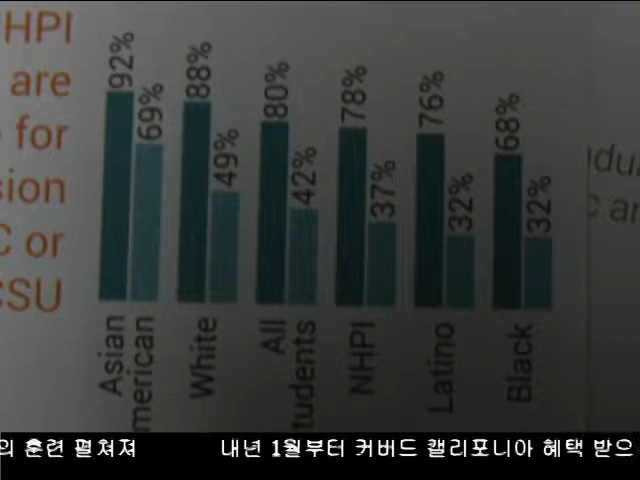 HPI
are
for
sion
C or
CSU
92% 69%
88% 49%
80% 42%
78% 37%
76% 32%
68% 32%
Asian
merican
White
All
tudents
NHPI
Latino
Black
의 훈련 펼쳐져 내년 1월부터 커버드 캘리포니아 혜택 받으